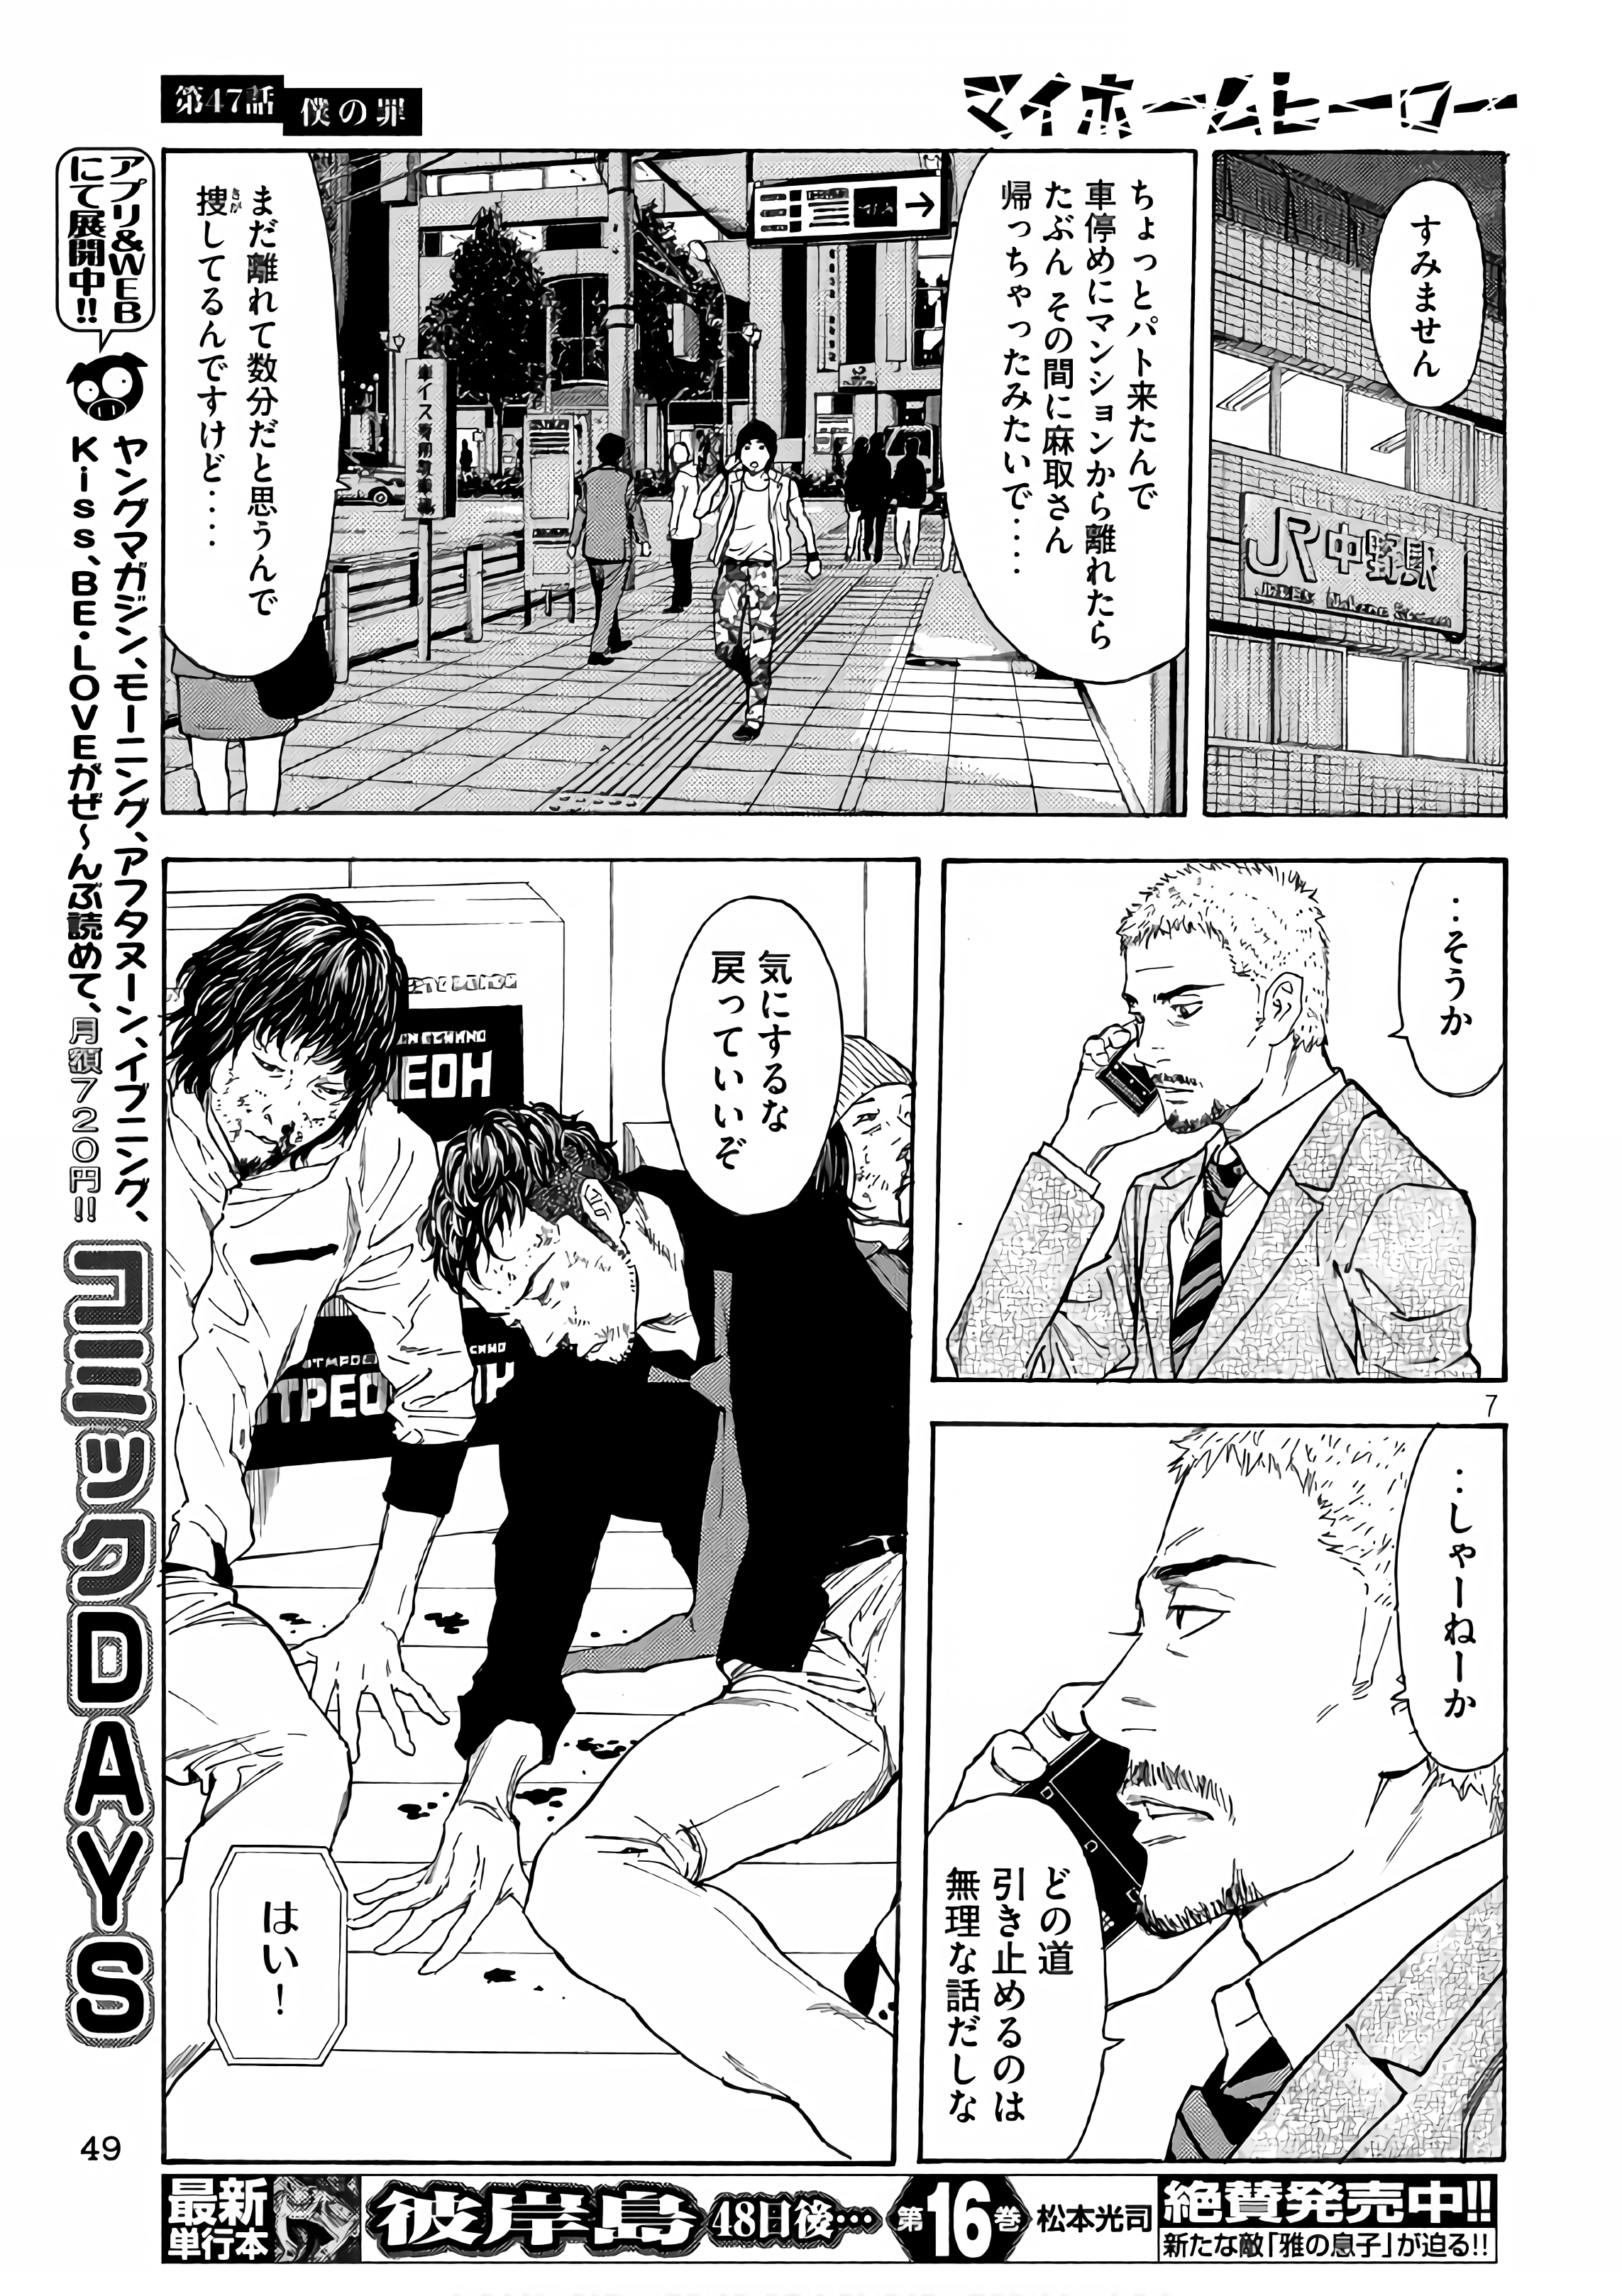 第47話
僕の罪
マイホームヒーロー
すみません
JR中野駅
ちょっとパト来たんで
車停めにマンションから離れたら
たぶん その間に麻取さん
帰っちゃったみたいで‥‥
まだ離れて数分だと思うんで
捜してるんですけど‥‥
‥そうか
‥しゃーねーか
どの道
引き止めるのは
無理な話だしな
気にするな
戻っていいぞ
はい!
7
アプリ&WEB
にて展開中!!
ヤングマガジン、モーニング、アフタヌーン、イブニング、
Kiss、BE・LOVEがぜ〜んぶ読めて、月額720円!!
コミックDAYS
49
最新
単行本
彼岸島
48日後…
第16巻
松本光司
絶賛発売中!!
新たな敵「雅の息子」が迫る!!